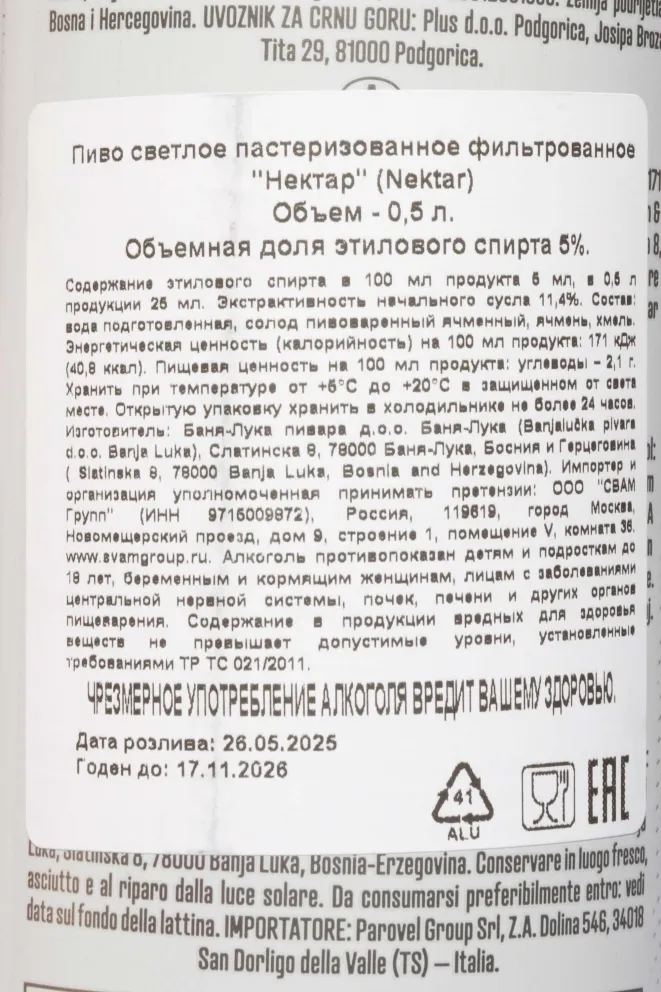 Bosna i Hercegovina. UVOZNIK ZA CRNU GORU: Plus d.o.o. Podgorica, Josipa Broza
Tita 29, 81000 Podgorica.
Пиво светлое пастеризованное фильтрованное
"Нектар" (Nektar)
Объем - 0,5 л.
Объемная доля этилового спирта 5%.
Содержание этилового спирта в 100 мл продукта 5 мл, в 0,5 л
продукции 25 мл. Экстрактивность начального сусла 11,4%. Состав:
вода подготовленная, солод пивоваренный ячменный, ячмень, хмель.
Энергетическая ценность (калорийность) на 100 мл продукта: 171 кДж
(40,8 ккал). Пищевая ценность на 100 мл продукта: углеводы – 2,1 г.
Хранить при температуре от +5°C до +20°C в защищенном от света
месте. Открытую упаковку хранить в холодильнике не более 24 часов.
Изготовитель: Баня-Лука пивара д.о.о. Баня-Лука (Banjalučka pivara
d.o.o. Banja Luka), Слатинска 8, 78000 Баня-Лука, Босния и Герцеговина
( Slatinska 8, 78000 Banja Luka, Bosnia and Herzegovina). Импортер и
организация уполномоченная принимать претензии: ООО "СВАМ
Групп" (ИНН 9715009872), Россия, 119619, город Москва,
Новомещерский проезд, дом 9, строение 1, помещение V, комната 36.
www.svamgroup.ru. Алкоголь противопоказан детям и подросткам до
18 лет, беременным и кормящим женщинам, лицам с заболеваниями
центральной нервной системы, почек, печени и других органов
пищеварения. Содержание в продукции вредных для здоровья
веществ не превышает допустимые уровни, установленные
требованиями ТР ТС 021/2011.
ЧРЕЗМЕРНОЕ УПОТРЕБЛЕНИЕ АЛКОГОЛЯ ВРЕДИТ ВАШЕМУ ЗДОРОВЬЮ.
Дата розлива: 26.05.2025
Годен до: 17.11.2026
41
ALU
EAC
Luka, Slatinska 8, 78000 Banja Luka, Bosnia-Erzegovina. Conservare in luogo fresco,
asciutto e al riparo dalla luce solare. Da consumarsi preferibilmente entro: vedi
data sul fondo della lattina. IMPORTATORE: Parovel Group Srl, Z.A. Dolina 546, 34018
San Dorligo della Valle (TS) – Italia.